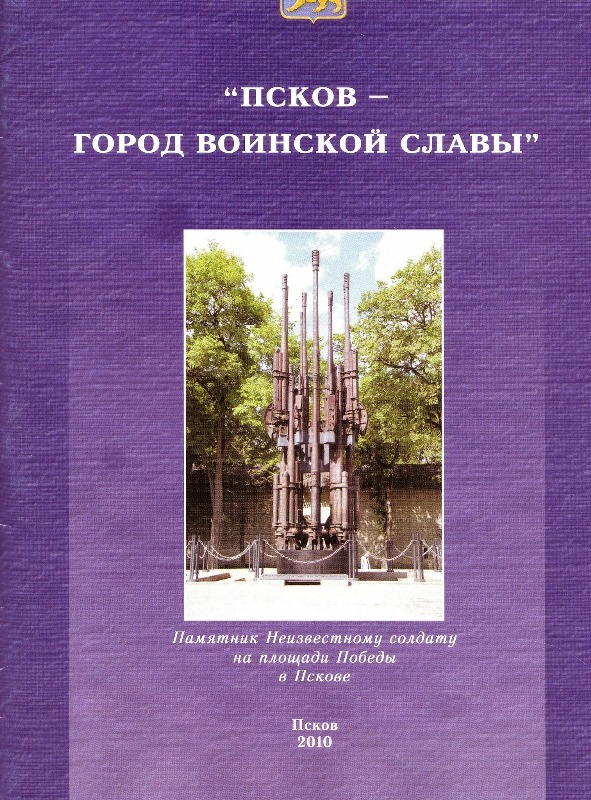 “ПСКОВ –
ГОРОД ВОИНСКОЙ СЛАВЫ”
Памятник Неизвестному солдату
на площади Победы
в Пскове
Псков
2010